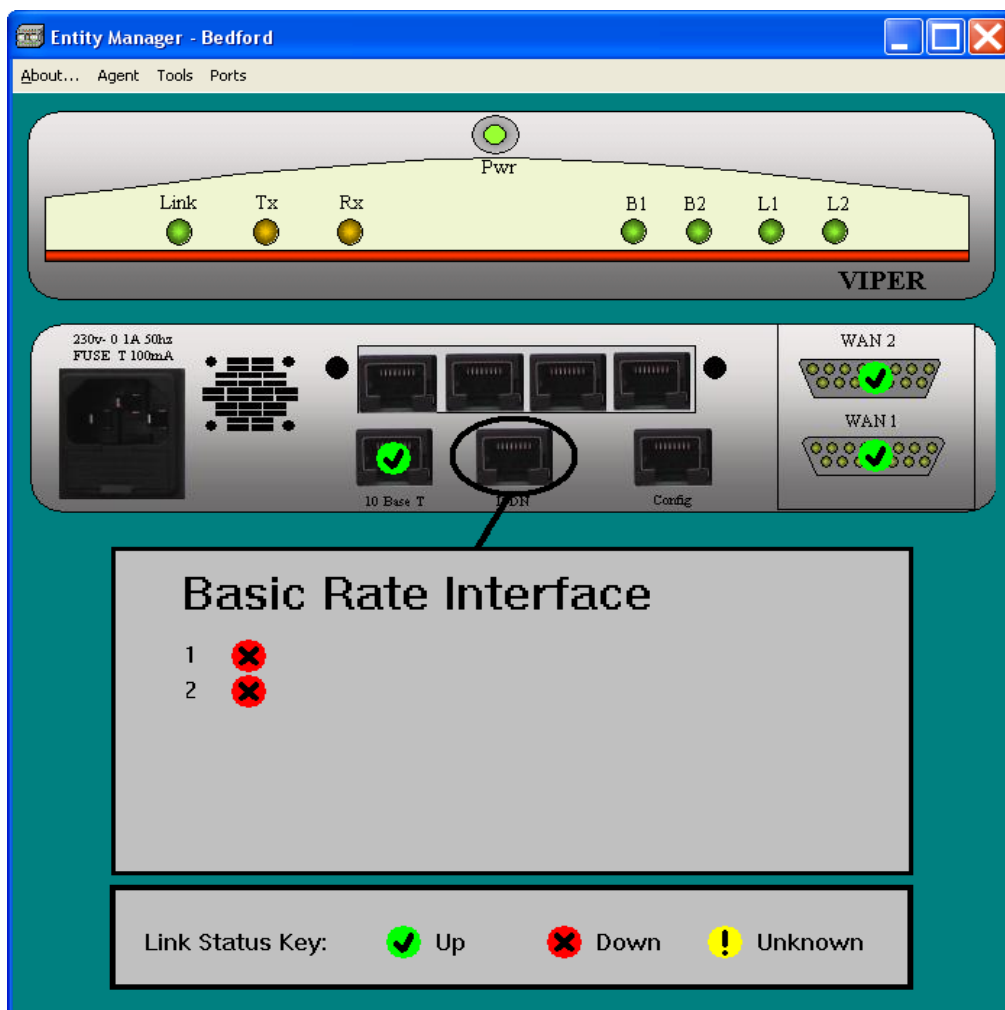 Entity Manager - Bedford
About... Agent Tools Ports
Pwr
Link Tx Rx B1 B2 L1 L2
VIPER
230v- 0 1A 50hz
FUSE T 100mA
WAN 2
WAN 1
10 Base T Config
Basic Rate Interface
1
2
Link Status Key: Up Down Unknown